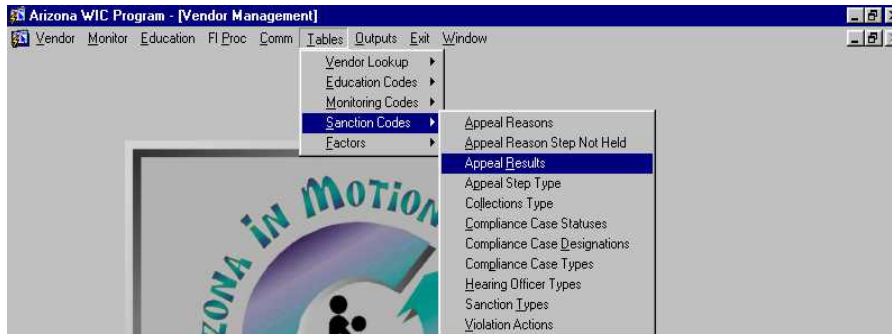 Arizona WIC Program - [Vendor Management]
Vendor Monitor Education FI Proc Comm Tables Outputs Exit Window
Vendor Lookup
Education Codes
Monitoring Codes
Sanction Codes
Factors
Appeal Reasons
Appeal Reason Step Not Held
Appeal Results
Appeal Step Type
Collections Type
Compliance Case Statuses
Compliance Case Designations
Compliance Case Types
Hearing Officer Types
Sanction Types
Violation Actions
ARIZONA IN MOTION